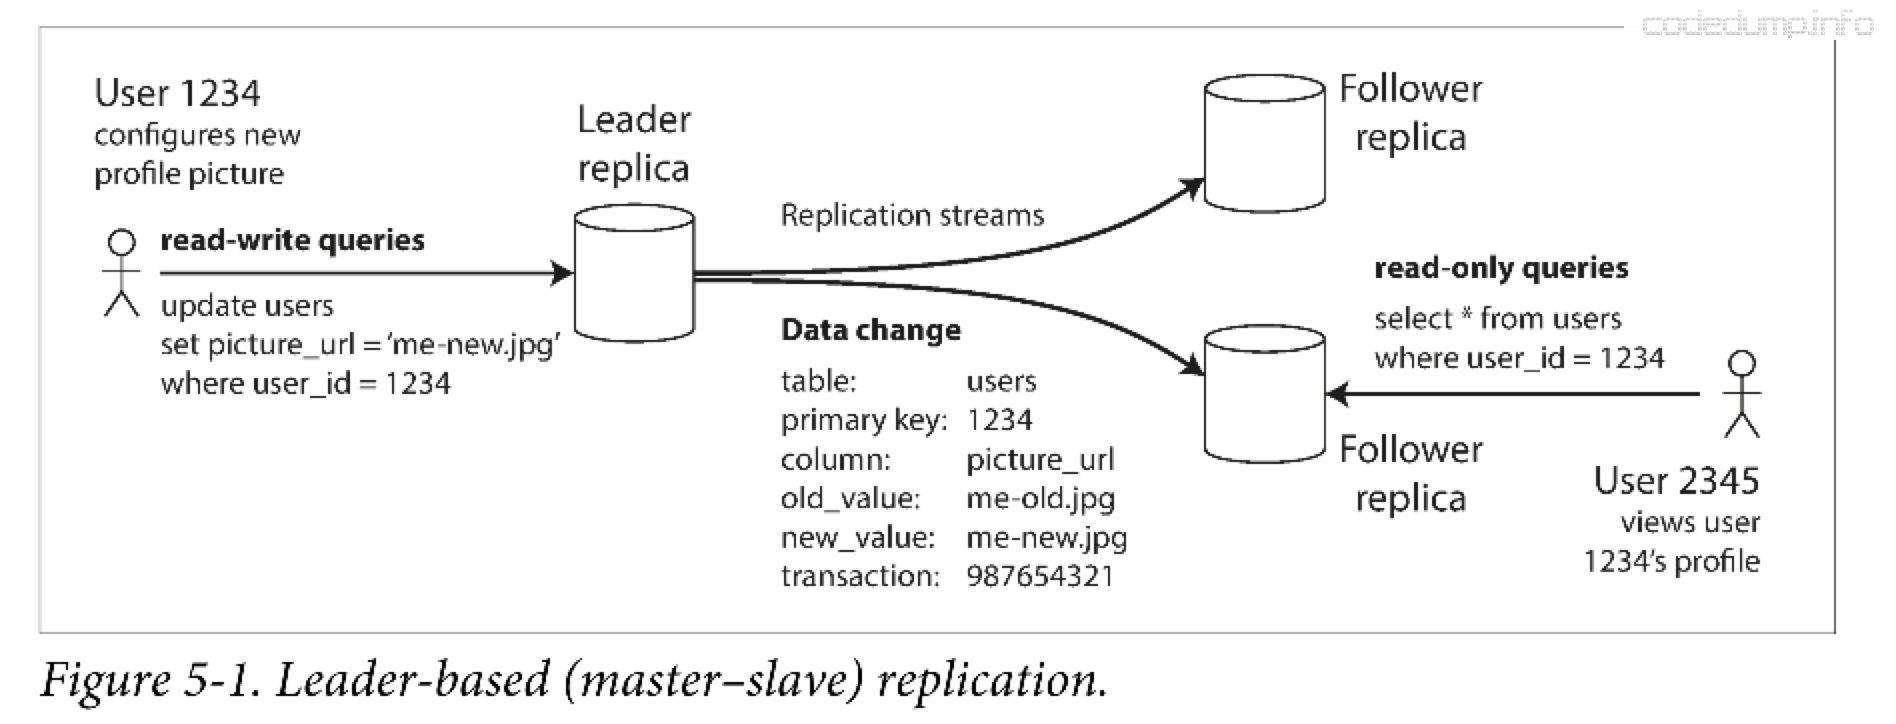 codedump.info
User 1234
configures new
profile picture
read-write queries
update users
set picture_url = ‘me-new.jpg’
where user_id = 1234
Leader
replica
Replication streams
Data change
table: users
primary key: 1234
column: picture_url
old_value: me-old.jpg
new_value: me-new.jpg
transaction: 987654321
Follower
replica
read-only queries
select * from users
where user_id = 1234
Follower
replica
User 2345
views user
1234’s profile
Figure 5-1. Leader-based (master–slave) replication.